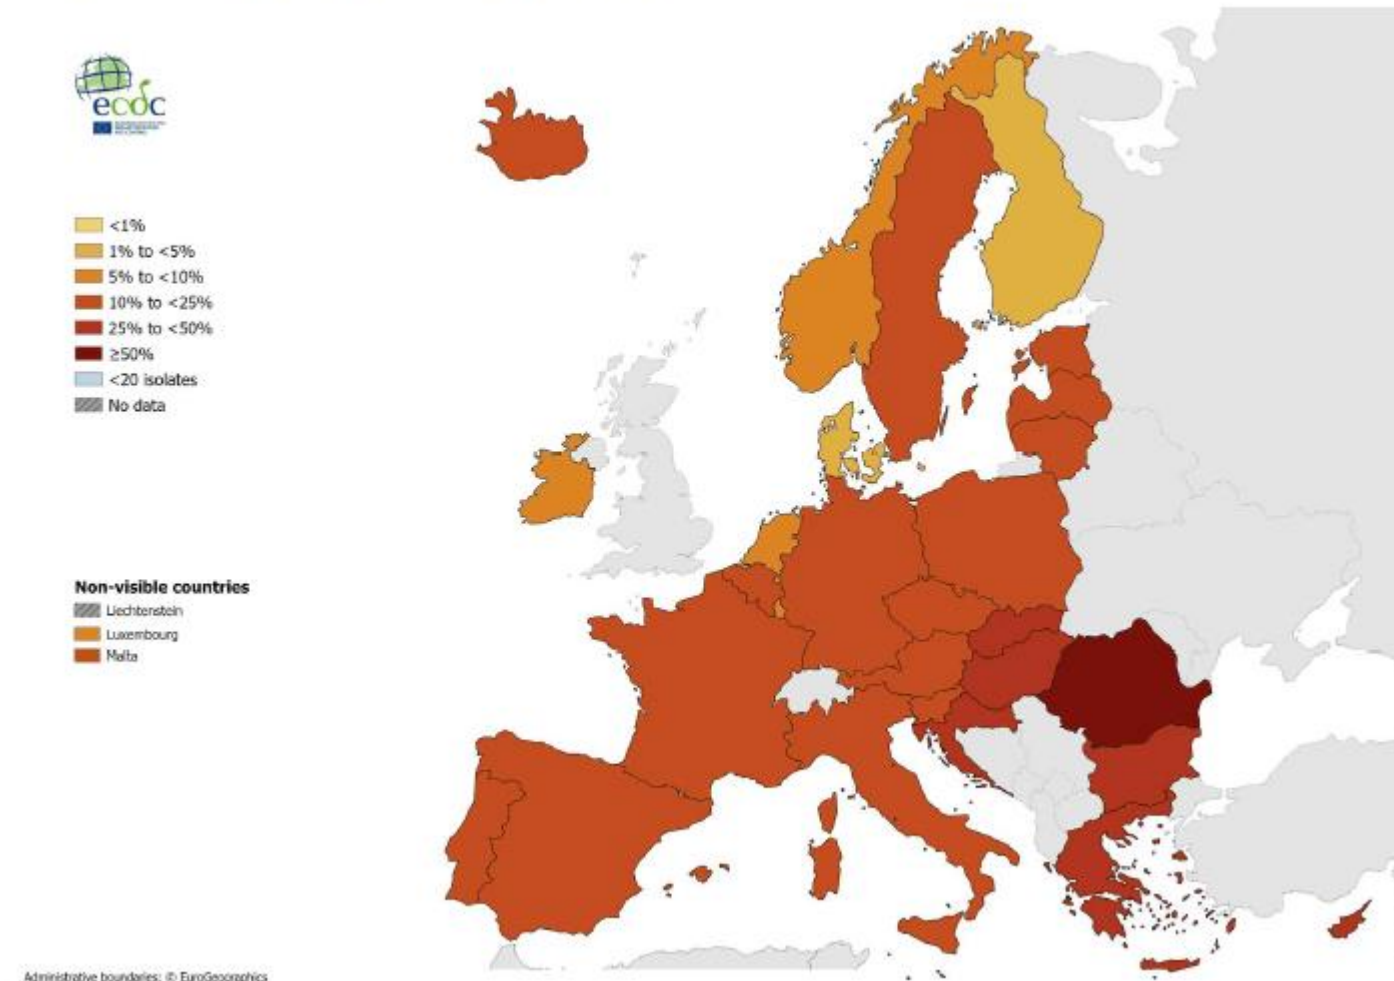 ecdc
<1%
1% to <5%
5% to <10%
10% to <25%
25% to <50%
≥50%
<20 isolates
No data
Non-visible countries
Liechtenstein
Luxembourg
Malta
Administrative boundaries: © EuroGeographics